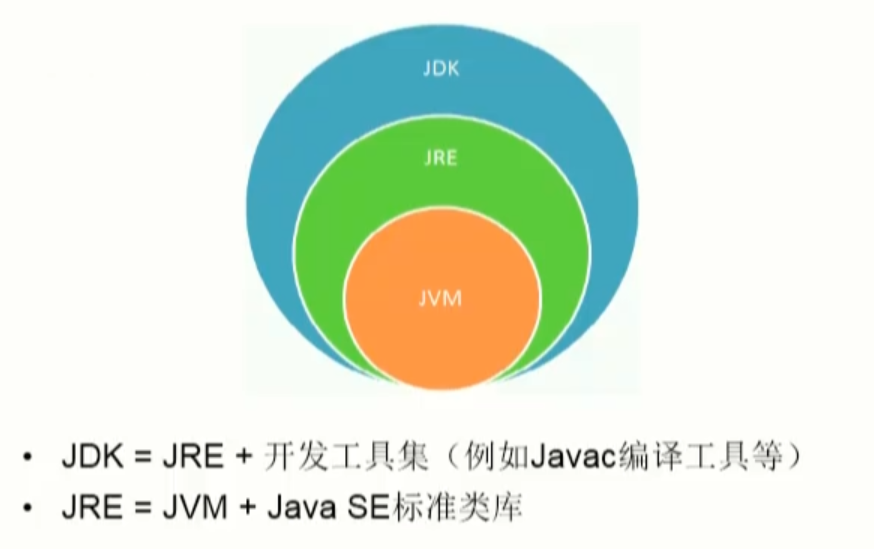 JDK
JRE
JVM
• JDK = JRE + 开发工具集（例如Javac编译工具等）
• JRE = JVM + Java SE标准类库